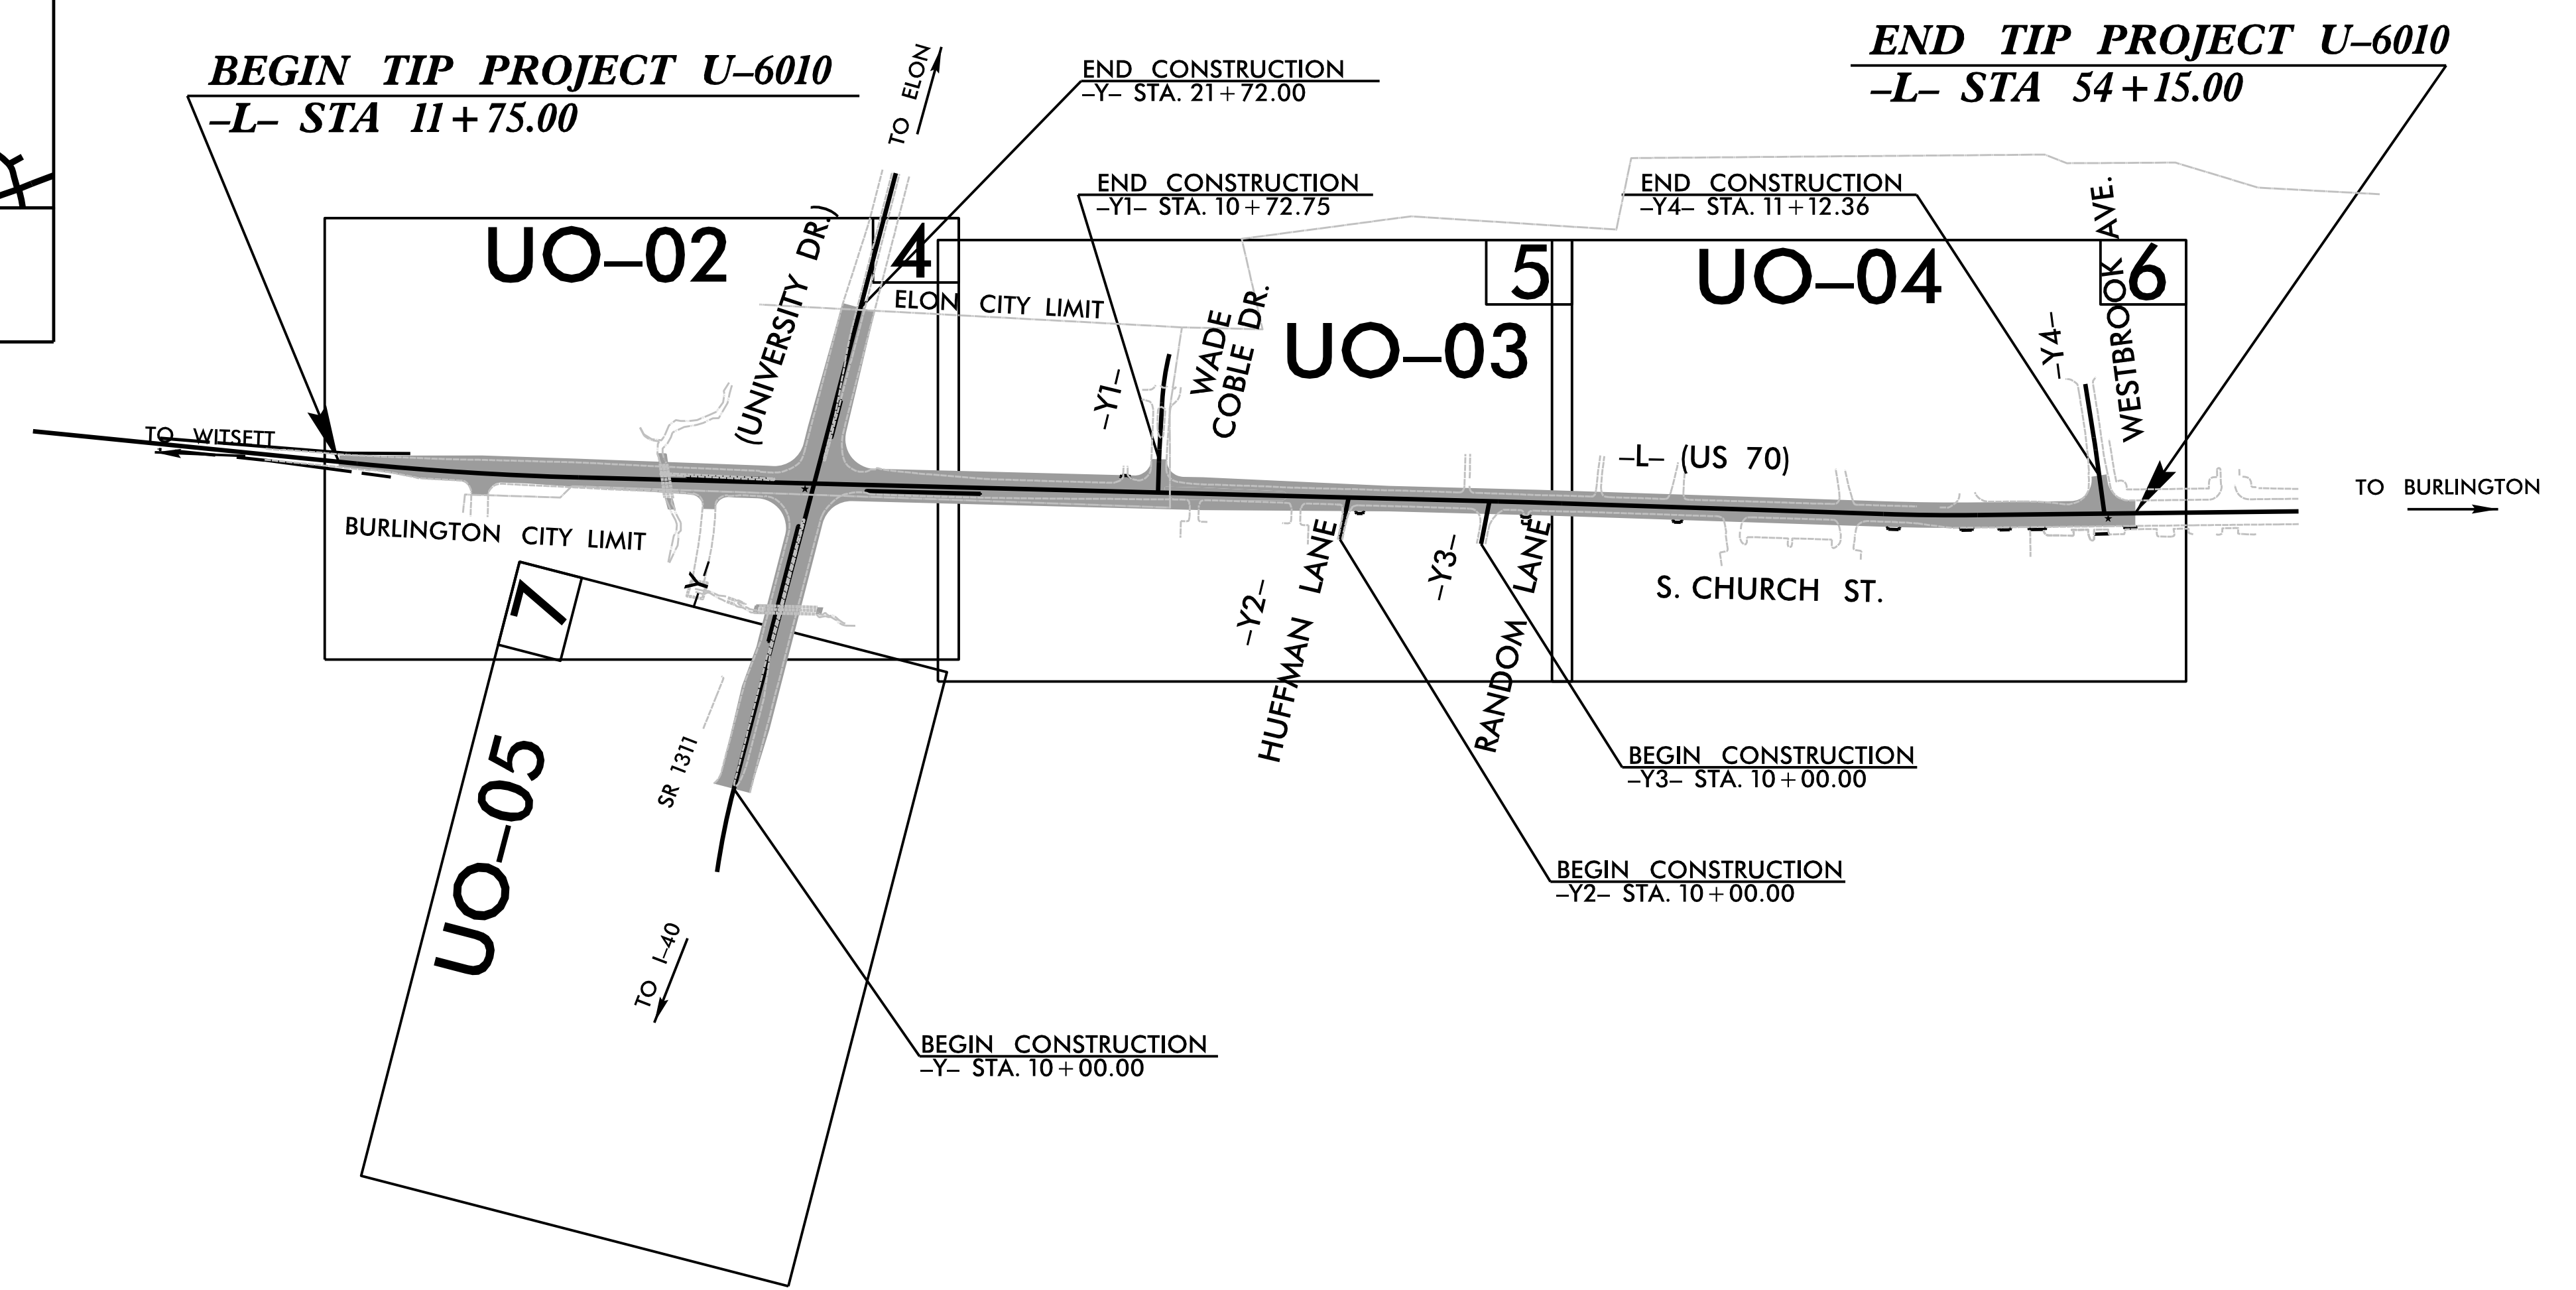 BEGIN TIP PROJECT U–6010
–L– STA 11+75.00
TO ELON
END CONSTRUCTION
–Y– STA. 21+72.00
END TIP PROJECT U–6010
–L– STA 54+15.00
END CONSTRUCTION
–Y1– STA. 10+72.75
END CONSTRUCTION
–Y4– STA. 11+12.36
UO–02
4
(UNIVERSITY DR.)
ELON CITY LIMIT
WADE
COBLE DR.
5
UO–03
UO–04
6
WESTBROOK AVE.
–Y4–
–Y1–
TO WITSETT
–L– (US 70)
TO BURLINGTON
BURLINGTON CITY LIMIT
–Y–
–Y2–
HUFFMAN LANE
–Y3–
RANDOM LANE
S. CHURCH ST.
7
UO–05
SR 1311
TO I–40
BEGIN CONSTRUCTION
–Y3– STA. 10+00.00
BEGIN CONSTRUCTION
–Y2– STA. 10+00.00
BEGIN CONSTRUCTION
–Y– STA. 10+00.00